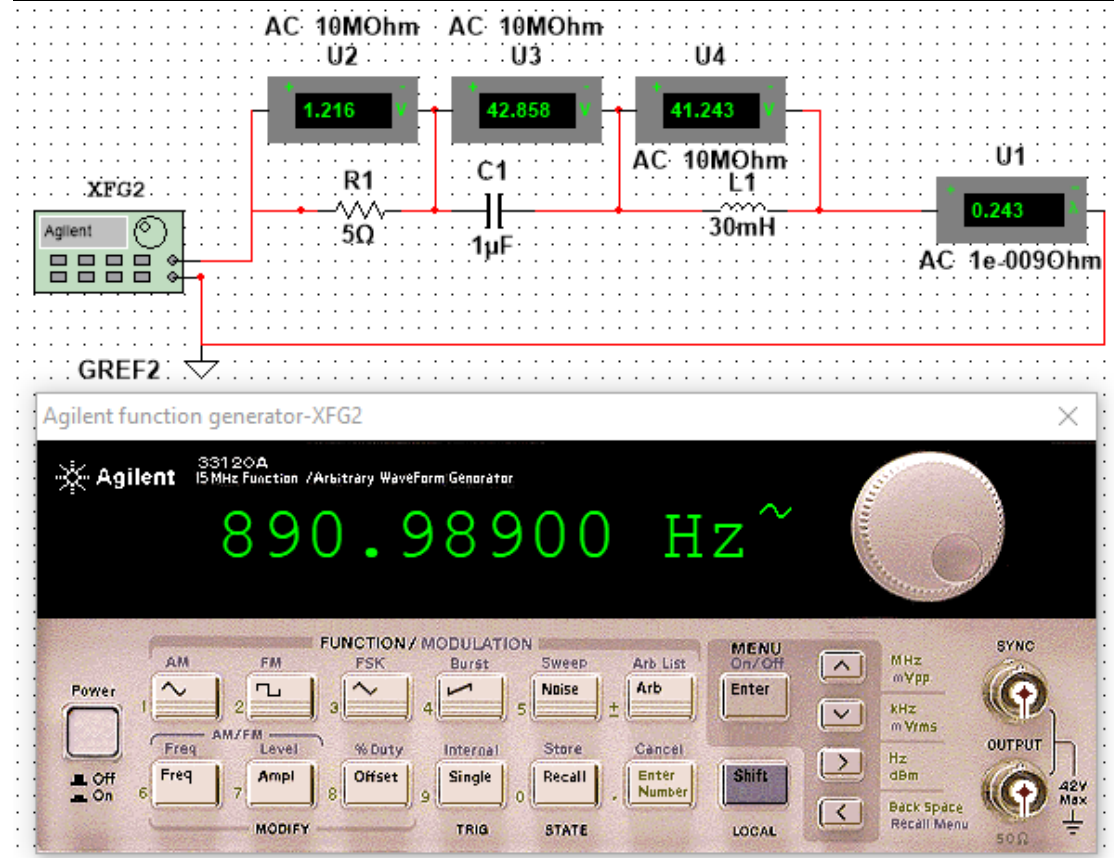 AC 10MOhm AC 10MOhm
U2 U3 U4
+ - + - + -
1.216 V 42.858 V 41.243 V
AC 10MOhm
U1
XFG2
R1 C1 L1
Agilent
+ -
0.243 A
5Ω 1µF 30mH
AC 1e-009Ohm
GREF2
Agilent function generator-XFG2
Agilent 33120A
15 MHz Function /Arbitrary WaveForm Genorator
890.98900 Hz
FUNCTION / MODULATION
AM FM FSK Burst Sweep Arb List
MENU
On/Off
Power
1 2 3 4 5 Noise ± Arb Enter
MHz
mVpp
kHz
mVrms
SYNC
AM/FM
Freq Level % Duty Internal Store Cancel
6 Freq 7 Ampl 8 Offset 9 Single 0 Recall . Enter Number Shift
Hz
dBm
OUTPUT
Off
On
Back Space
Recall Menu
42V
Max
MODIFY TRIG STATE LOCAL
50Ω